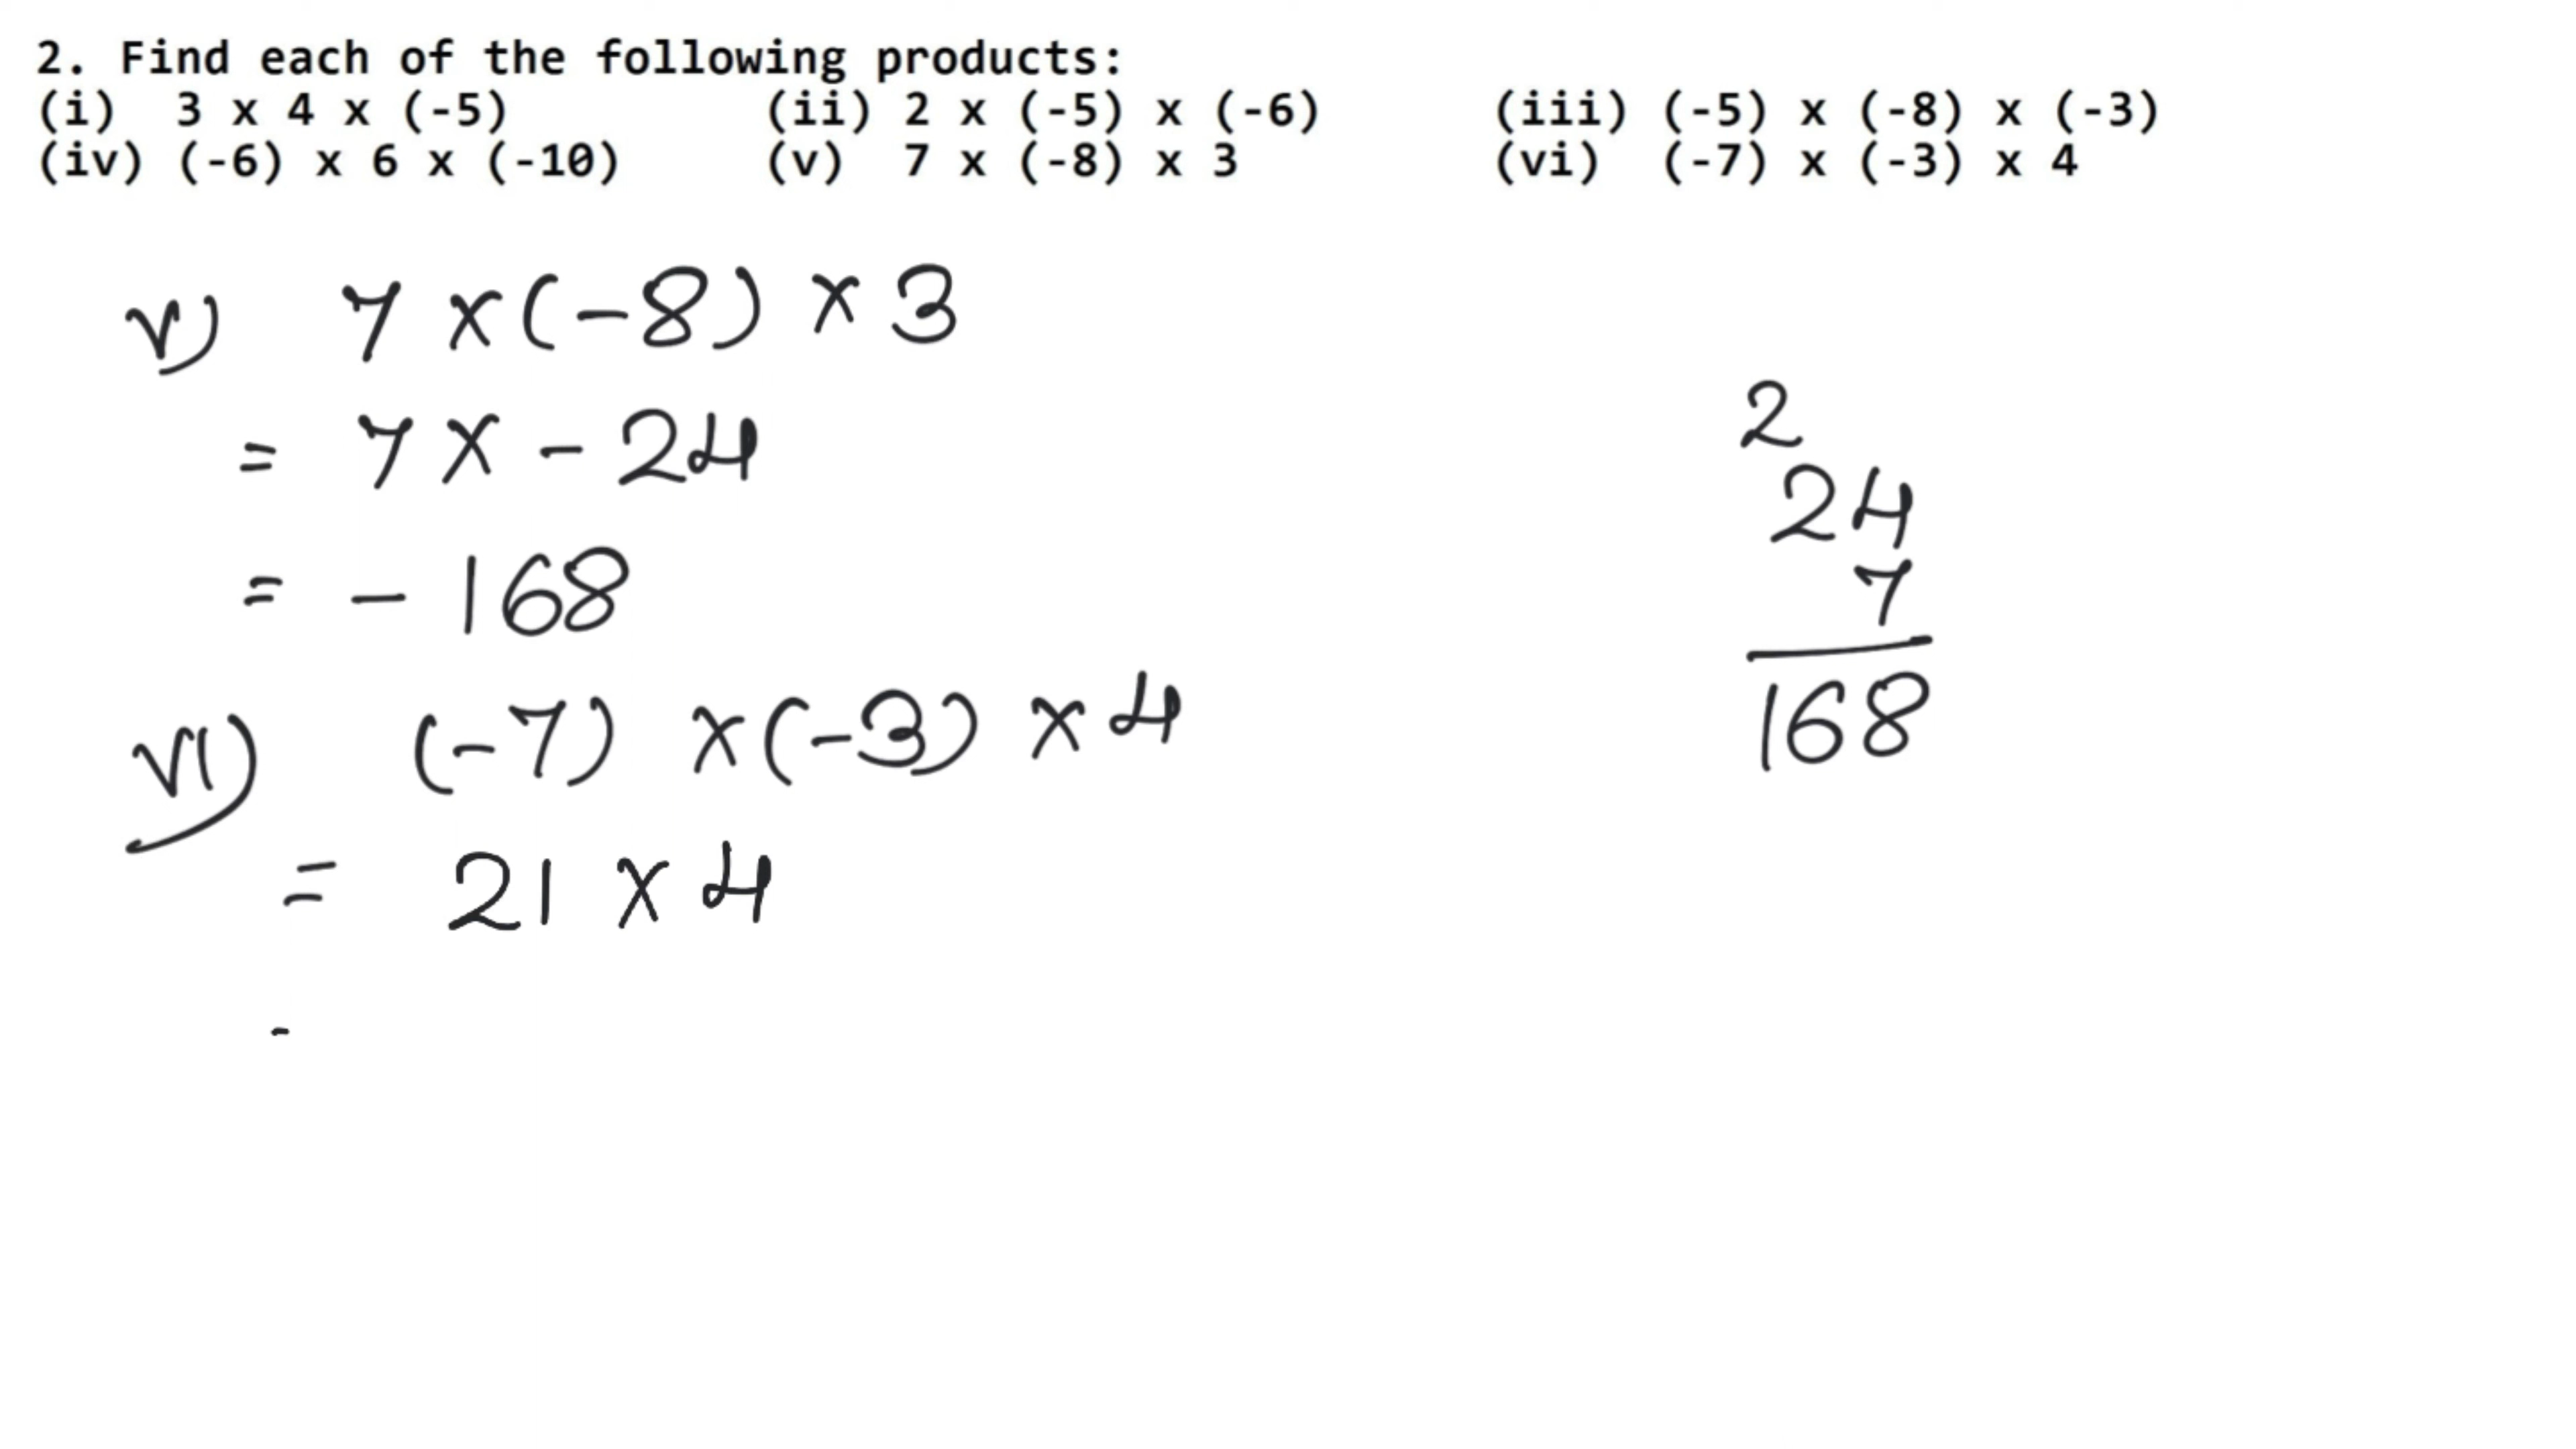 2. Find each of the following products:
(i) 3 x 4 x (-5) (ii) 2 x (-5) x (-6) (iii) (-5) x (-8) x (-3)
(iv) (-6) x 6 x (-10) (v) 7 x (-8) x 3 (vi) (-7) x (-3) x 4
v) 7 x (-8) x 3
= 7 x - 24
= - 168
vi) (-7) x (-3) x 4
= 21 x 4
-
2
24
7
168